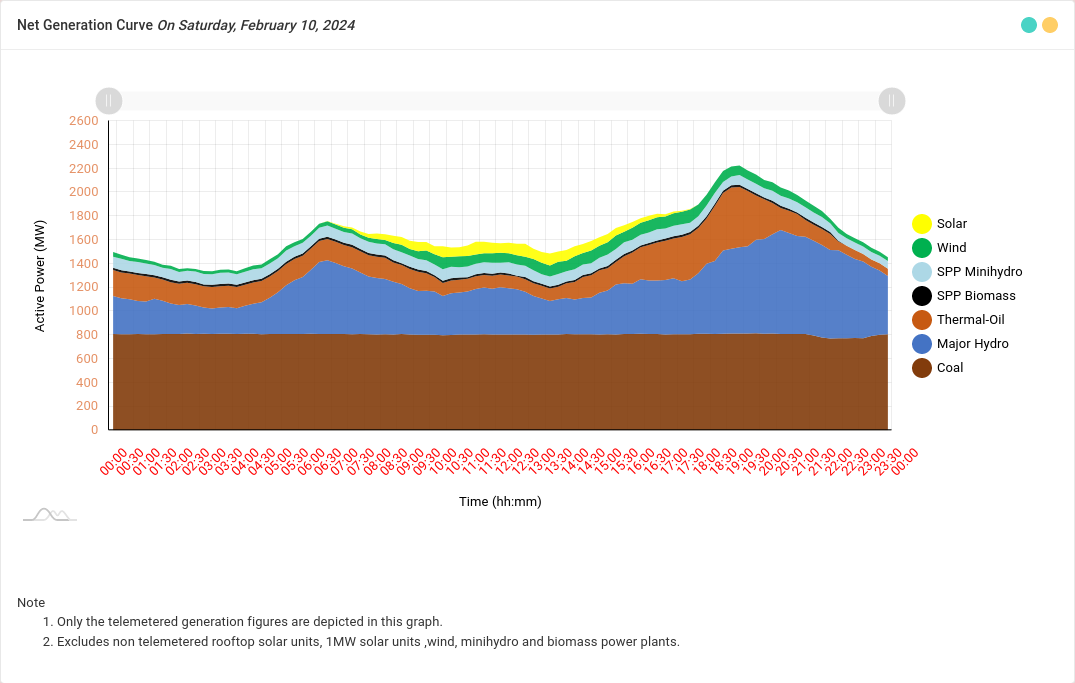 Net Generation Curve On Saturday, February 10, 2024
2600
2400
2200
2000
1800
1600
1400
1200
1000
800
600
400
200
0
Active Power (MW)
00:00 00:30 01:00 01:30 02:00 02:30 03:00 03:30 04:00 04:30 05:00 05:30 06:00 06:30 07:00 07:30 08:00 08:30 09:00 09:30 10:00 10:30 11:00 11:30 12:00 12:30 13:00 13:30 14:00 14:30 15:00 15:30 16:00 16:30 17:00 17:30 18:00 18:30 19:00 19:30 20:00 20:30 21:00 21:30 22:00 22:30 23:00 23:30 00:00
Time (hh:mm)
Solar
Wind
SPP Minihydro
SPP Biomass
Thermal-Oil
Major Hydro
Coal
Note
1. Only the telemetered generation figures are depicted in this graph.
2. Excludes non telemetered rooftop solar units, 1MW solar units ,wind, minihydro and biomass power plants.